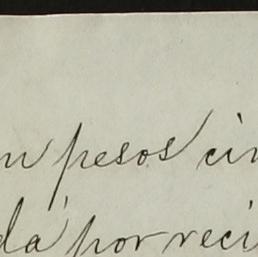 n pesos cin
dá por reci